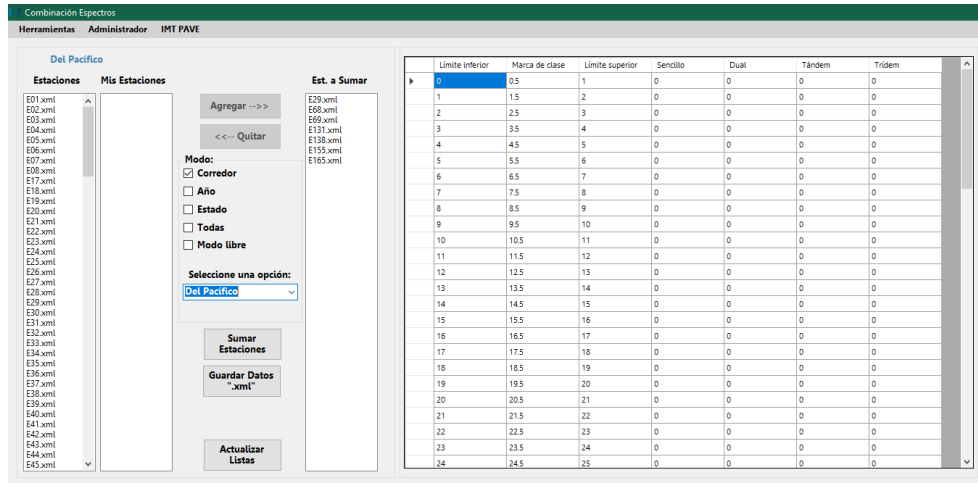 Combinación Espectros
Herramientas Administrador IMT PAVE
Del Pacífico
Estaciones Mis Estaciones Est. a Sumar
E01.xml
E02.xml
E03.xml
E04.xml
E05.xml
E06.xml
E07.xml
E08.xml
E17.xml
E18.xml
E19.xml
E20.xml
E21.xml
E22.xml
E23.xml
E24.xml
E25.xml
E26.xml
E27.xml
E28.xml
E29.xml
E30.xml
E31.xml
E32.xml
E33.xml
E34.xml
E35.xml
E36.xml
E37.xml
E38.xml
E39.xml
E40.xml
E41.xml
E42.xml
E43.xml
E44.xml
E45.xml
Agregar -->>
<<-- Quitar
Modo:
Corredor
Año
Estado
Todas
Modo libre
Seleccione una opción:
Del Pacífico
Sumar
Estaciones
Guardar Datos
".xml"
Actualizar
Listas
E29.xml
E68.xml
E69.xml
E131.xml
E138.xml
E155.xml
E165.xml
Límite inferior Marca de clase Límite superior Sencillo Dual Tándem Trídem
0 0.5 1 0 0 0 0
1 1.5 2 0 0 0 0
2 2.5 3 0 0 0 0
3 3.5 4 0 0 0 0
4 4.5 5 0 0 0 0
5 5.5 6 0 0 0 0
6 6.5 7 0 0 0 0
7 7.5 8 0 0 0 0
8 8.5 9 0 0 0 0
9 9.5 10 0 0 0 0
10 10.5 11 0 0 0 0
11 11.5 12 0 0 0 0
12 12.5 13 0 0 0 0
13 13.5 14 0 0 0 0
14 14.5 15 0 0 0 0
15 15.5 16 0 0 0 0
16 16.5 17 0 0 0 0
17 17.5 18 0 0 0 0
18 18.5 19 0 0 0 0
19 19.5 20 0 0 0 0
20 20.5 21 0 0 0 0
21 21.5 22 0 0 0 0
22 22.5 23 0 0 0 0
23 23.5 24 0 0 0 0
24 24.5 25 0 0 0 0